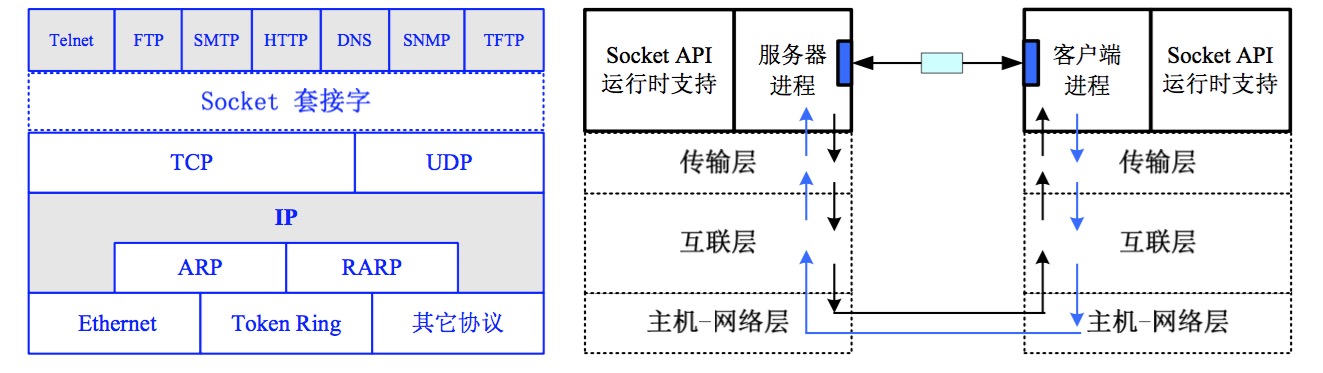 Telnet FTP SMTP HTTP DNS SNMP TFTP
Socket 套接字
TCP UDP
IP
ARP RARP
Ethernet Token Ring 其它协议
Socket API
运行时支持
服务器
进程
传输层
互联层
主机-网络层
客户端
进程
Socket API
运行时支持
传输层
互联层
主机-网络层